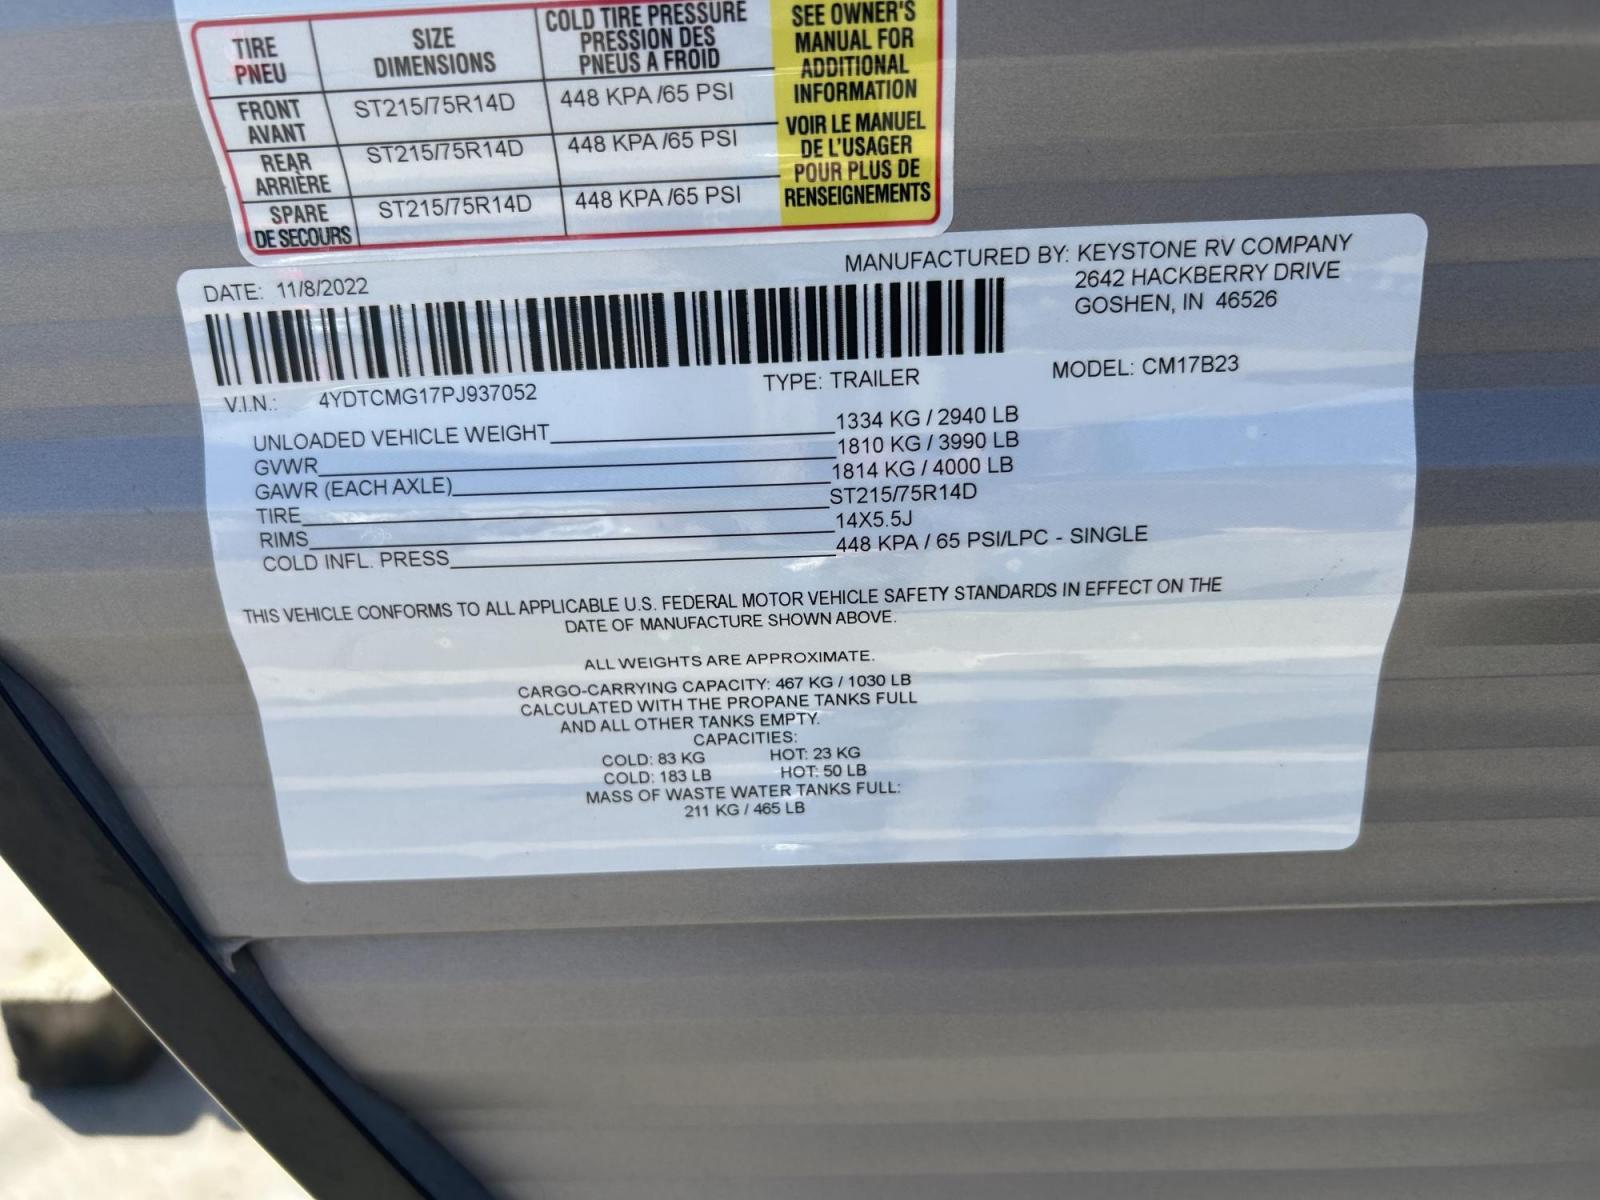 TIRE PNEU
SIZE DIMENSIONS
COLD TIRE PRESSURE
PRESSION DES
PNEUS A FROID
FRONT AVANT ST215/75R14D 448 KPA /65 PSI
REAR ARRIÈRE ST215/75R14D 448 KPA /65 PSI
SPARE DE SECOURS ST215/75R14D 448 KPA /65 PSI
SEE OWNER'S
MANUAL FOR
ADDITIONAL
INFORMATION
VOIR LE MANUEL
DE L'USAGER
POUR PLUS DE
RENSEIGNEMENTS
DATE: 11/8/2022
MANUFACTURED BY: KEYSTONE RV COMPANY
2642 HACKBERRY DRIVE
GOSHEN, IN 46526
V.I.N.: 4YDTCMG17PJ937052
TYPE: TRAILER
MODEL: CM17B23
UNLOADED VEHICLE WEIGHT 1334 KG / 2940 LB
GVWR 1810 KG / 3990 LB
GAWR (EACH AXLE) 1814 KG / 4000 LB
TIRE ST215/75R14D
RIMS 14X5.5J
COLD INFL. PRESS 448 KPA / 65 PSI/LPC - SINGLE
THIS VEHICLE CONFORMS TO ALL APPLICABLE U.S. FEDERAL MOTOR VEHICLE SAFETY STANDARDS IN EFFECT ON THE
DATE OF MANUFACTURE SHOWN ABOVE.
ALL WEIGHTS ARE APPROXIMATE.
CARGO-CARRYING CAPACITY: 467 KG / 1030 LB
CALCULATED WITH THE PROPANE TANKS FULL
AND ALL OTHER TANKS EMPTY.
CAPACITIES:
COLD: 83 KG HOT: 23 KG
COLD: 183 LB HOT: 50 LB
MASS OF WASTE WATER TANKS FULL:
211 KG / 465 LB